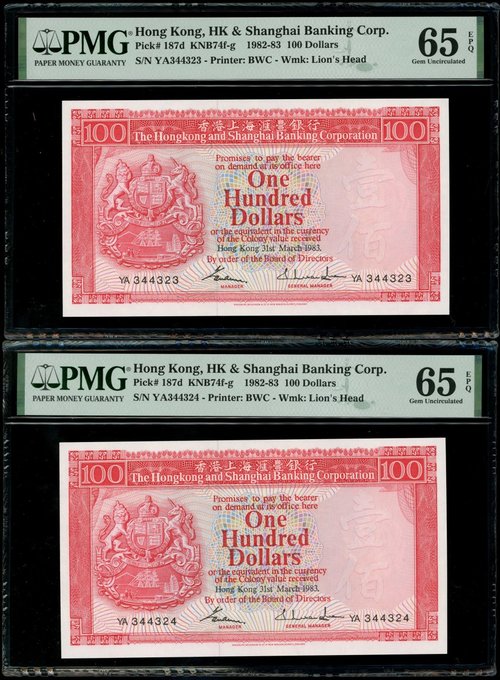 PMG
PAPER MONEY GUARANTY
Hong Kong, HK & Shanghai Banking Corp.
Pick# 187d KNB74f-g 1982-83 100 Dollars
S/N YA344323 - Printer: BWC - Wmk: Lion's Head
65 EPQ
Gem Uncirculated
香港上海滙豐銀行
100 The Hongkong and Shanghai Banking Corporation 100
Promises to pay the bearer
on demand at its office here
One
Hundred
Dollars
or the equivalent in the currency
of the Colony value received
Hong Kong 31st March 1983.
By order of the Board of Directors
YA 344323
YA 344323
MANAGER
GENERAL MANAGER
壹百
PMG
PAPER MONEY GUARANTY
Hong Kong, HK & Shanghai Banking Corp.
Pick# 187d KNB74f-g 1982-83 100 Dollars
S/N YA344324 - Printer: BWC - Wmk: Lion's Head
65 EPQ
Gem Uncirculated
香港上海滙豐銀行
100 The Hongkong and Shanghai Banking Corporation 100
Promises to pay the bearer
on demand at its office here
One
Hundred
Dollars
or the equivalent in the currency
of the Colony value received
Hong Kong 31st March 1983.
By order of the Board of Directors
YA 344324
YA 344324
MANAGER
GENERAL MANAGER
壹百